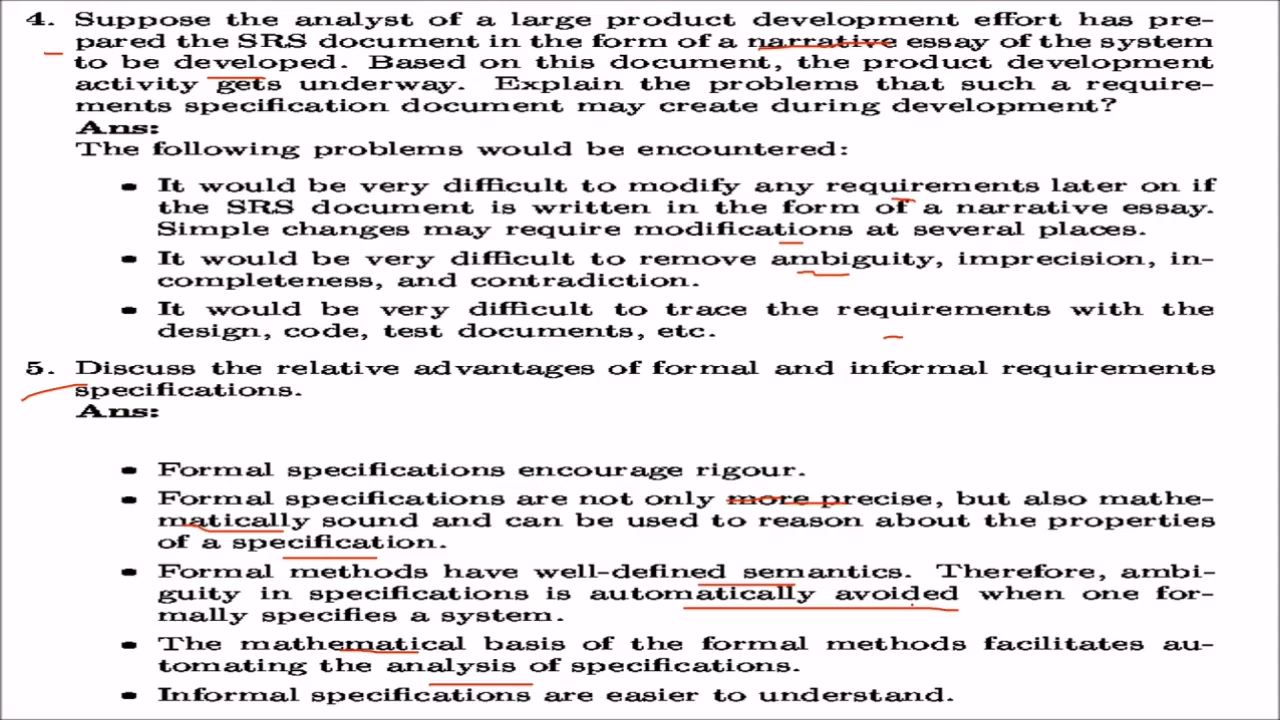 4. Suppose the analyst of a large product development effort has pre-
pared the SRS document in the form of a narrative essay of the system
to be developed. Based on this document, the product development
activity gets underway. Explain the problems that such a require-
ments specification document may create during development?
Ans:
The following problems would be encountered:
• It would be very difficult to modify any requirements later on if
the SRS document is written in the form of a narrative essay.
Simple changes may require modifications at several places.
• It would be very difficult to remove ambiguity, imprecision, in-
completeness, and contradiction.
• It would be very difficult to trace the requirements with the
design, code, test documents, etc.
5. Discuss the relative advantages of formal and informal requirements
specifications.
Ans:
• Formal specifications encourage rigour.
• Formal specifications are not only more precise, but also mathe-
matically sound and can be used to reason about the properties
of a specification.
• Formal methods have well-defined semantics. Therefore, ambi-
guity in specifications is automatically avoided when one for-
mally specifies a system.
• The mathematical basis of the formal methods facilitates au-
tomating the analysis of specifications.
• Informal specifications are easier to understand.